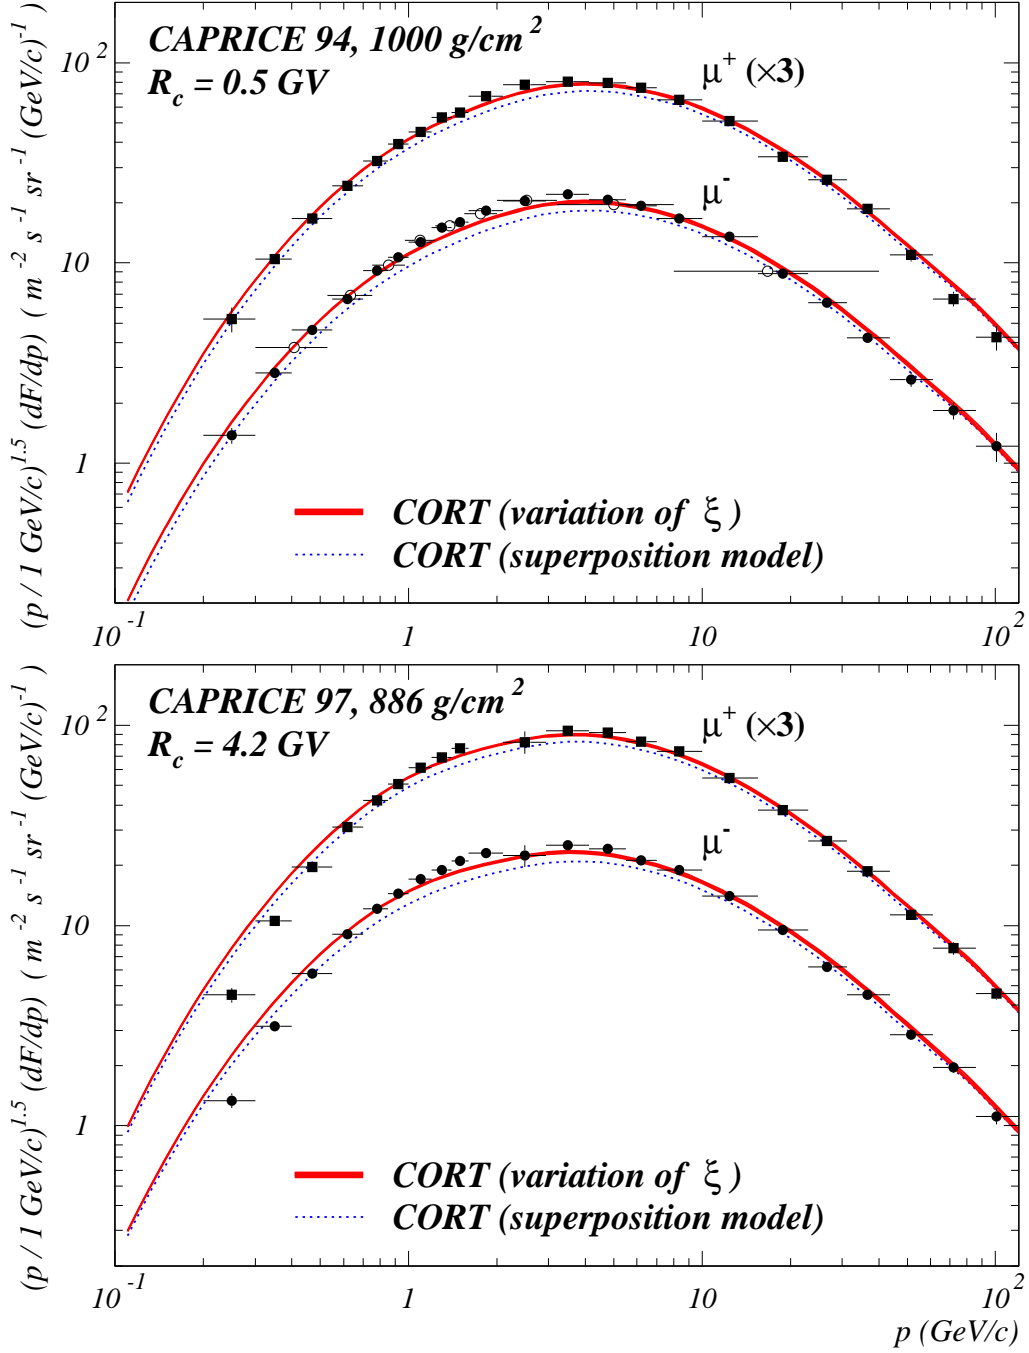 CAPRICE 94, 1000 g/cm²
R_c = 0.5 GV
μ⁺ (×3)
μ⁻
CORT (variation of ξ )
CORT (superposition model)
(p / 1 GeV/c)^1.5 (dF/dp) ( m⁻² s⁻¹ sr⁻¹ (GeV/c)⁻¹ )
10²
10
1
10⁻¹ 1 10 10²
CAPRICE 97, 886 g/cm²
R_c = 4.2 GV
μ⁺ (×3)
μ⁻
CORT (variation of ξ )
CORT (superposition model)
(p / 1 GeV/c)^1.5 (dF/dp) ( m⁻² s⁻¹ sr⁻¹ (GeV/c)⁻¹ )
10²
10
1
10⁻¹ 1 10 10²
p (GeV/c)